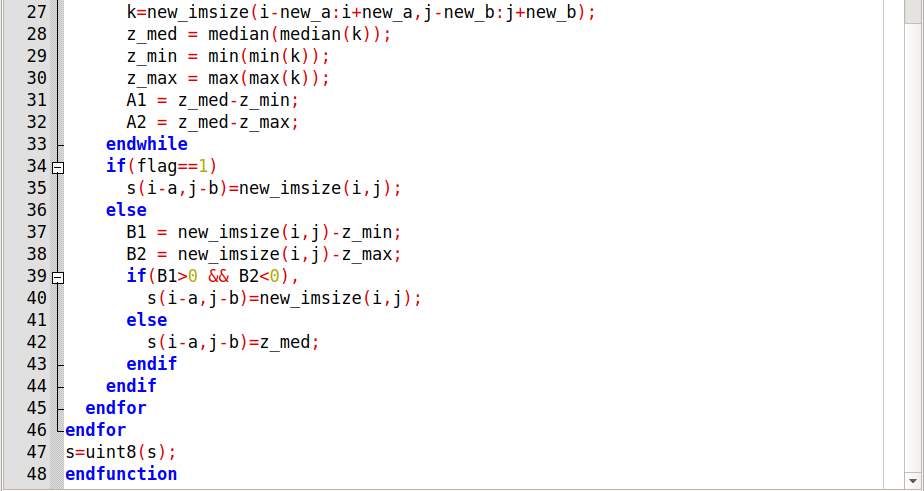 27 k=new_imsize(i-new_a:i+new_a,j-new_b:j+new_b);
28 z_med = median(median(k));
29 z_min = min(min(k));
30 z_max = max(max(k));
31 A1 = z_med-z_min;
32 A2 = z_med-z_max;
33 endwhile
34 if(flag==1)
35 s(i-a,j-b)=new_imsize(i,j);
36 else
37 B1 = new_imsize(i,j)-z_min;
38 B2 = new_imsize(i,j)-z_max;
39 if(B1>0 && B2<0),
40 s(i-a,j-b)=new_imsize(i,j);
41 else
42 s(i-a,j-b)=z_med;
43 endif
44 endif
45 endfor
46 endfor
47 s=uint8(s);
48 endfunction